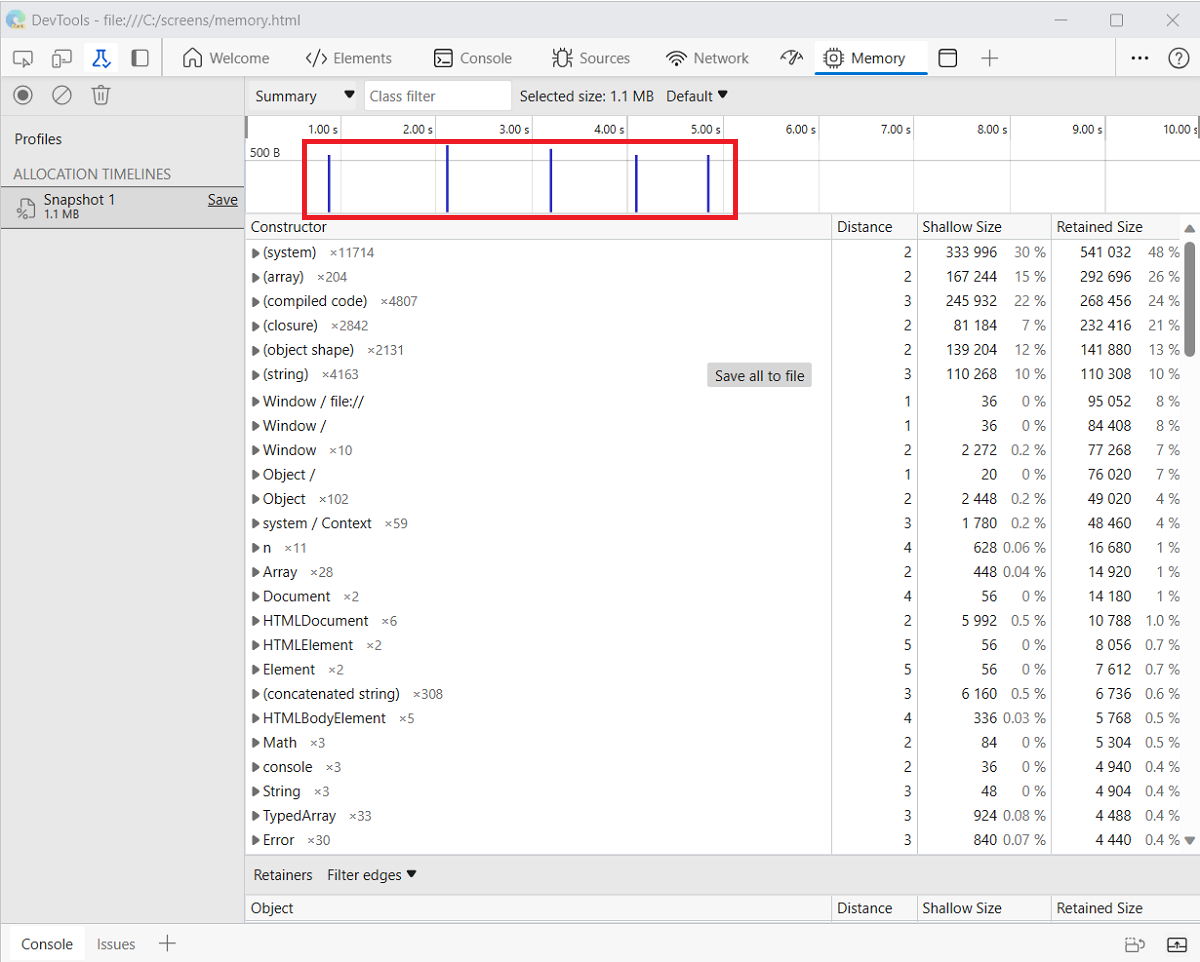 DevTools - file:///C:/screens/memory.html
Welcome Elements Console Sources Network Memory
Summary Class filter Selected size: 1.1 MB Default
Profiles
ALLOCATION TIMELINES
Snapshot 1 Save
1.1 MB
1.00 s 2.00 s 3.00 s 4.00 s 5.00 s 6.00 s 7.00 s 8.00 s 9.00 s 10.00 s
500 B
Constructor Distance Shallow Size Retained Size
(system) ×11714 2 333 996 30 % 541 032 48 %
(array) ×204 2 167 244 15 % 292 696 26 %
(compiled code) ×4807 3 245 932 22 % 268 456 24 %
(closure) ×2842 2 81 184 7 % 232 416 21 %
(object shape) ×2131 2 139 204 12 % 141 880 13 %
(string) ×4163 3 110 268 10 % 110 308 10 %
Save all to file
Window / file:// 1 36 0 % 95 052 8 %
Window / 1 36 0 % 84 408 8 %
Window ×10 2 2 272 0.2 % 77 268 7 %
Object / 1 20 0 % 76 020 7 %
Object ×102 2 2 448 0.2 % 49 020 4 %
system / Context ×59 3 1 780 0.2 % 48 460 4 %
n ×11 4 628 0.06 % 16 680 1 %
Array ×28 2 448 0.04 % 14 920 1 %
Document ×2 4 56 0 % 14 180 1 %
HTMLDocument ×6 2 5 992 0.5 % 10 788 1.0 %
HTMLElement ×2 5 56 0 % 8 056 0.7 %
Element ×2 5 56 0 % 7 612 0.7 %
(concatenated string) ×308 3 6 160 0.5 % 6 736 0.6 %
HTMLBodyElement ×5 4 336 0.03 % 5 768 0.5 %
Math ×3 2 84 0 % 5 304 0.5 %
console ×3 2 36 0 % 4 940 0.4 %
String ×3 3 48 0 % 4 904 0.4 %
TypedArray ×33 3 924 0.08 % 4 488 0.4 %
Error ×30 3 840 0.07 % 4 440 0.4 %
Retainers Filter edges
Object Distance Shallow Size Retained Size
Console Issues